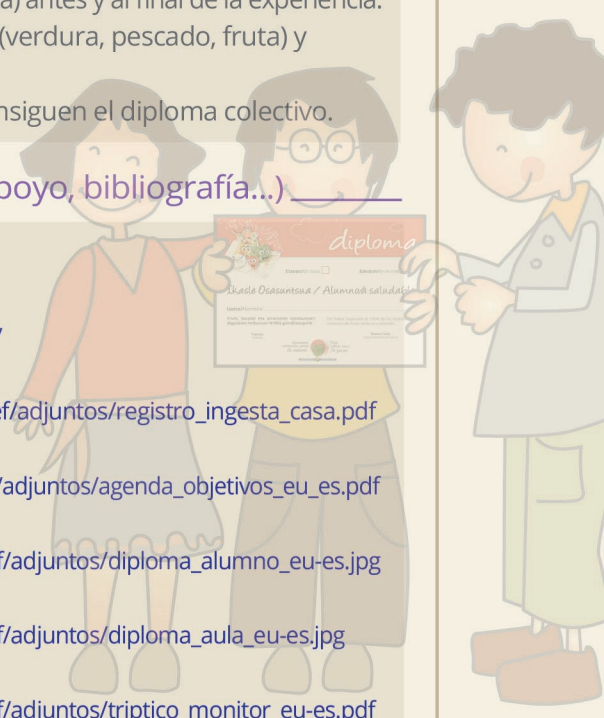 a) antes y al final de la experiencia.
(verdura, pescado, fruta) y
nsiguen el diploma colectivo.
poyo, bibliografía...)
diploma
Ikasle Osasuntsua / Alumno/a saludable
ef/adjuntos/registro_ingesta_casa.pdf
/adjuntos/agenda_objetivos_eu_es.pdf
f/adjuntos/diploma_alumno_eu-es.jpg
f/adjuntos/diploma_aula_eu-es.jpg
f/adjuntos/triptico_monitor_eu-es.pdf